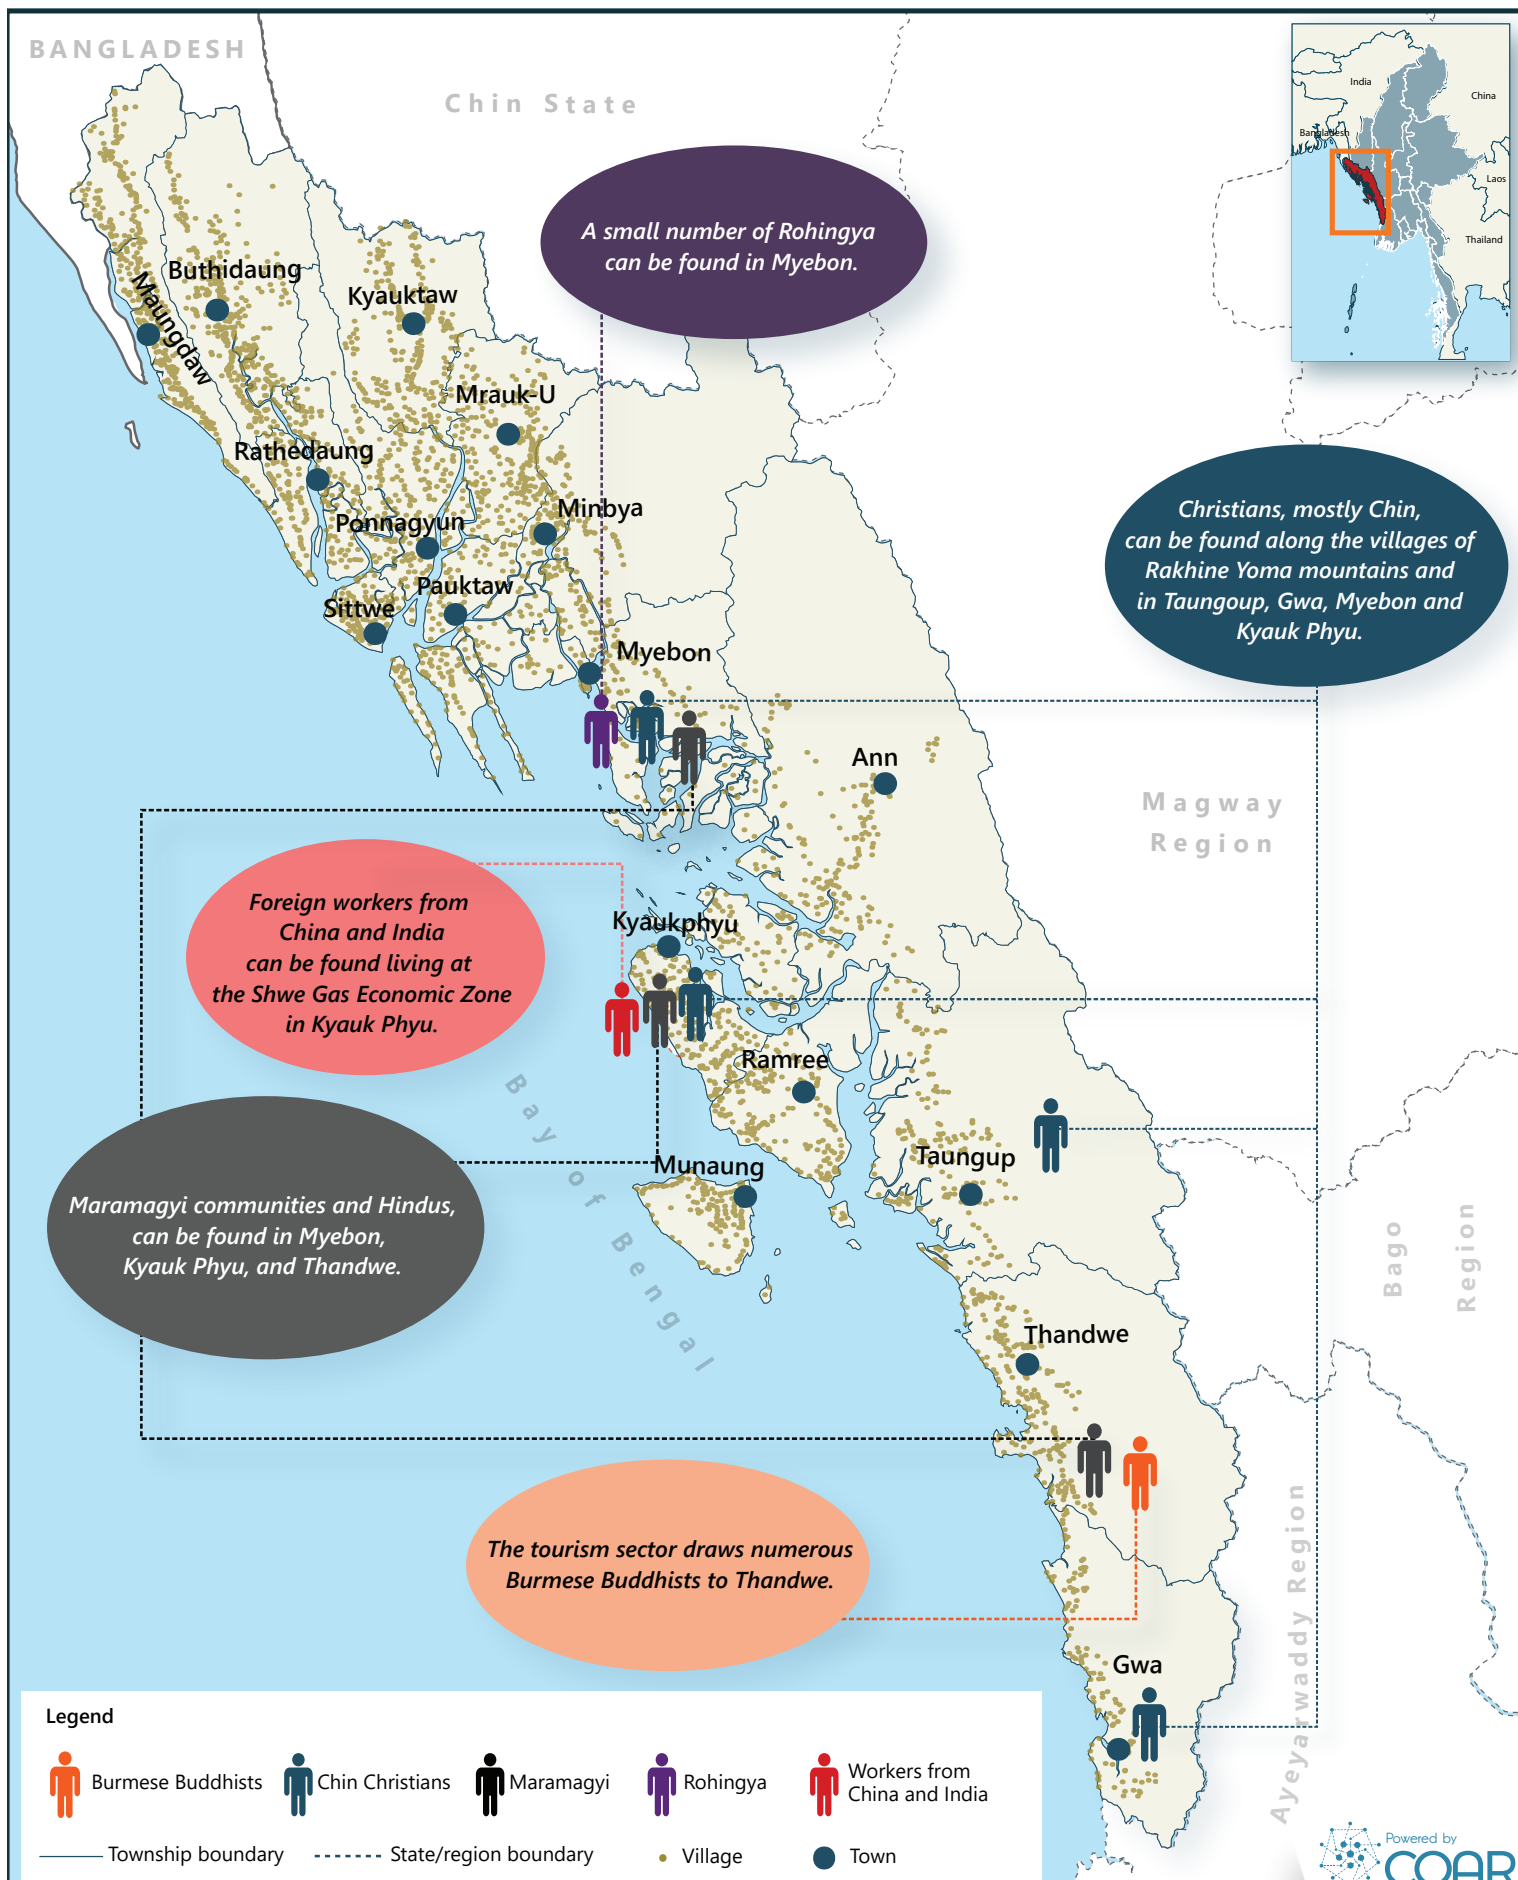 BANGLADESH
Chin State
India
China
Bangladesh
Laos
Thailand
A small number of Rohingya
can be found in Myebon.
Buthidaung
Maungdaw
Kyauktaw
Mrauk-U
Rathedaung
Minbya
Ponnagyun
Pauktaw
Sittwe
Christians, mostly Chin,
can be found along the villages of
Rakhine Yoma mountains and
in Taungoup, Gwa, Myebon and
Kyauk Phyu.
Myebon
Ann
Magway
Region
Foreign workers from
China and India
can be found living at
the Shwe Gas Economic Zone
in Kyauk Phyu.
Kyaukphyu
Ramree
Bay of Bengal
Taungup
Munaung
Maramagyi communities and Hindus,
can be found in Myebon,
Kyauk Phyu, and Thandwe.
Bago
Region
Thandwe
The tourism sector draws numerous
Burmese Buddhists to Thandwe.
Ayeyarwaddy Region
Gwa
Legend
Burmese Buddhists
Chin Christians
Maramagyi
Rohingya
Workers from
China and India
Township boundary
State/region boundary
Village
Town
Powered by
COAR